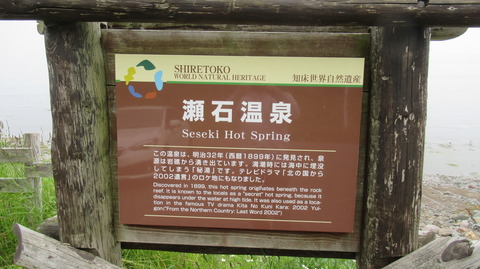 SHIRETOKO
WORLD NATURAL HERITAGE
知床世界自然遺産
瀬石温泉
Seseki Hot Spring
この温泉は、明治32年(西暦1899年)に発見され、泉
源は岩礁から湧き出ています。満潮時には海中に埋没
してしまう「秘湯」です。テレビドラマ「北の国から
2002遺言」のロケ地にもなりました。
Discovered in 1899, this hot spring originates beneath the rock
reef. It is known to the locals as a "secret" hot spring, because it
disappears under the water at high tide. It was also used as a loca-
tion in the famous TV drama Kita No Kuni Kara: 2002 Yui-
gon("From the Northern Country: Last Word 2002")